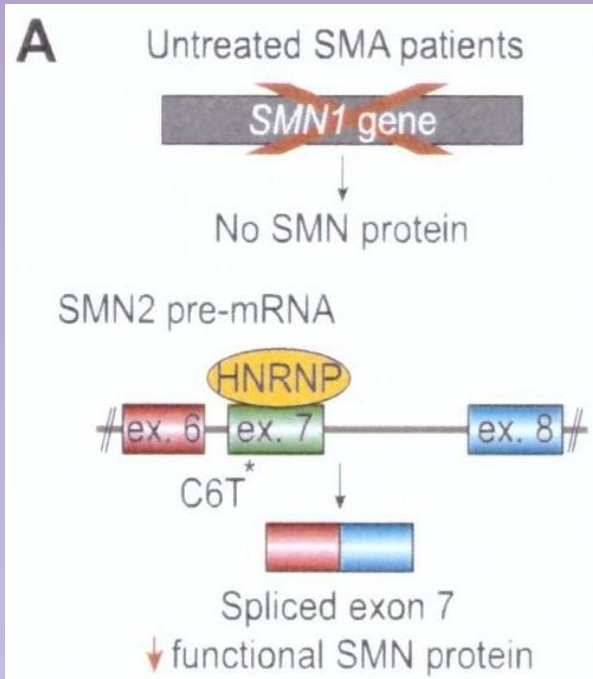 A
Untreated SMA patients
SMN1 gene
No SMN protein
SMN2 pre-mRNA
HNRNP
ex. 6 ex. 7 ex. 8
C6T*
Spliced exon 7
↓ functional SMN protein